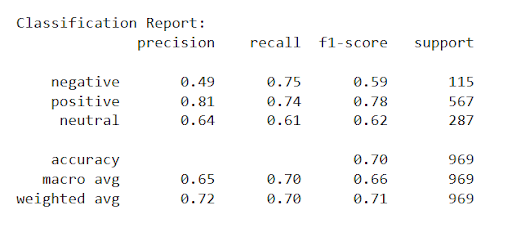 Classification Report:
precision recall f1-score support
negative 0.49 0.75 0.59 115
positive 0.81 0.74 0.78 567
neutral 0.64 0.61 0.62 287
accuracy 0.70 969
macro avg 0.65 0.70 0.66 969
weighted avg 0.72 0.70 0.71 969